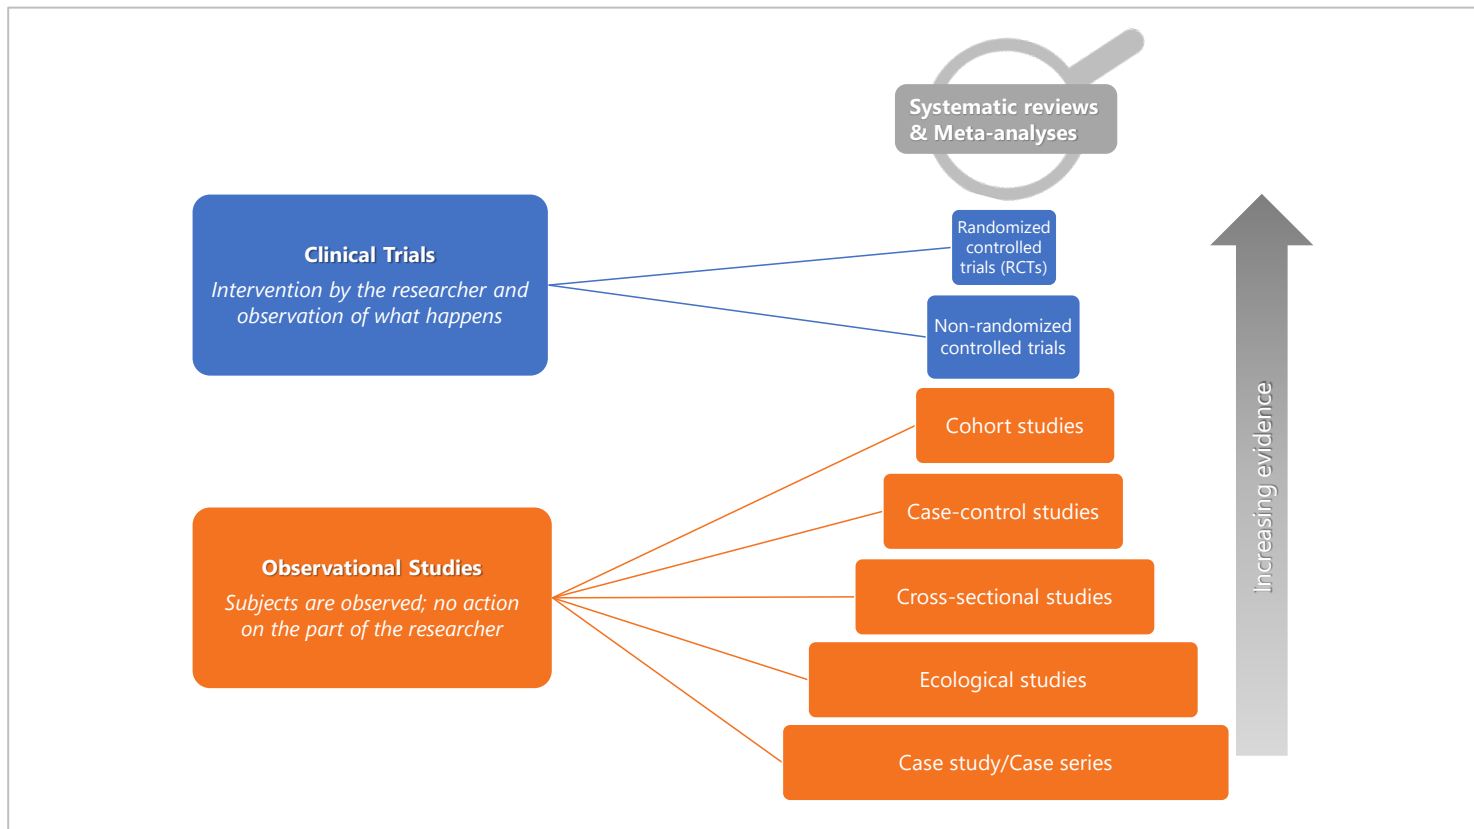 Systematic reviews
& Meta-analyses
Clinical Trials
Intervention by the researcher and
observation of what happens
Randomized
controlled
trials (RCTs)
Non-randomized
controlled trials
Cohort studies
Case-control studies
Observational Studies
Subjects are observed; no action
on the part of the researcher
Cross-sectional studies
Ecological studies
Case study/Case series
Increasing evidence